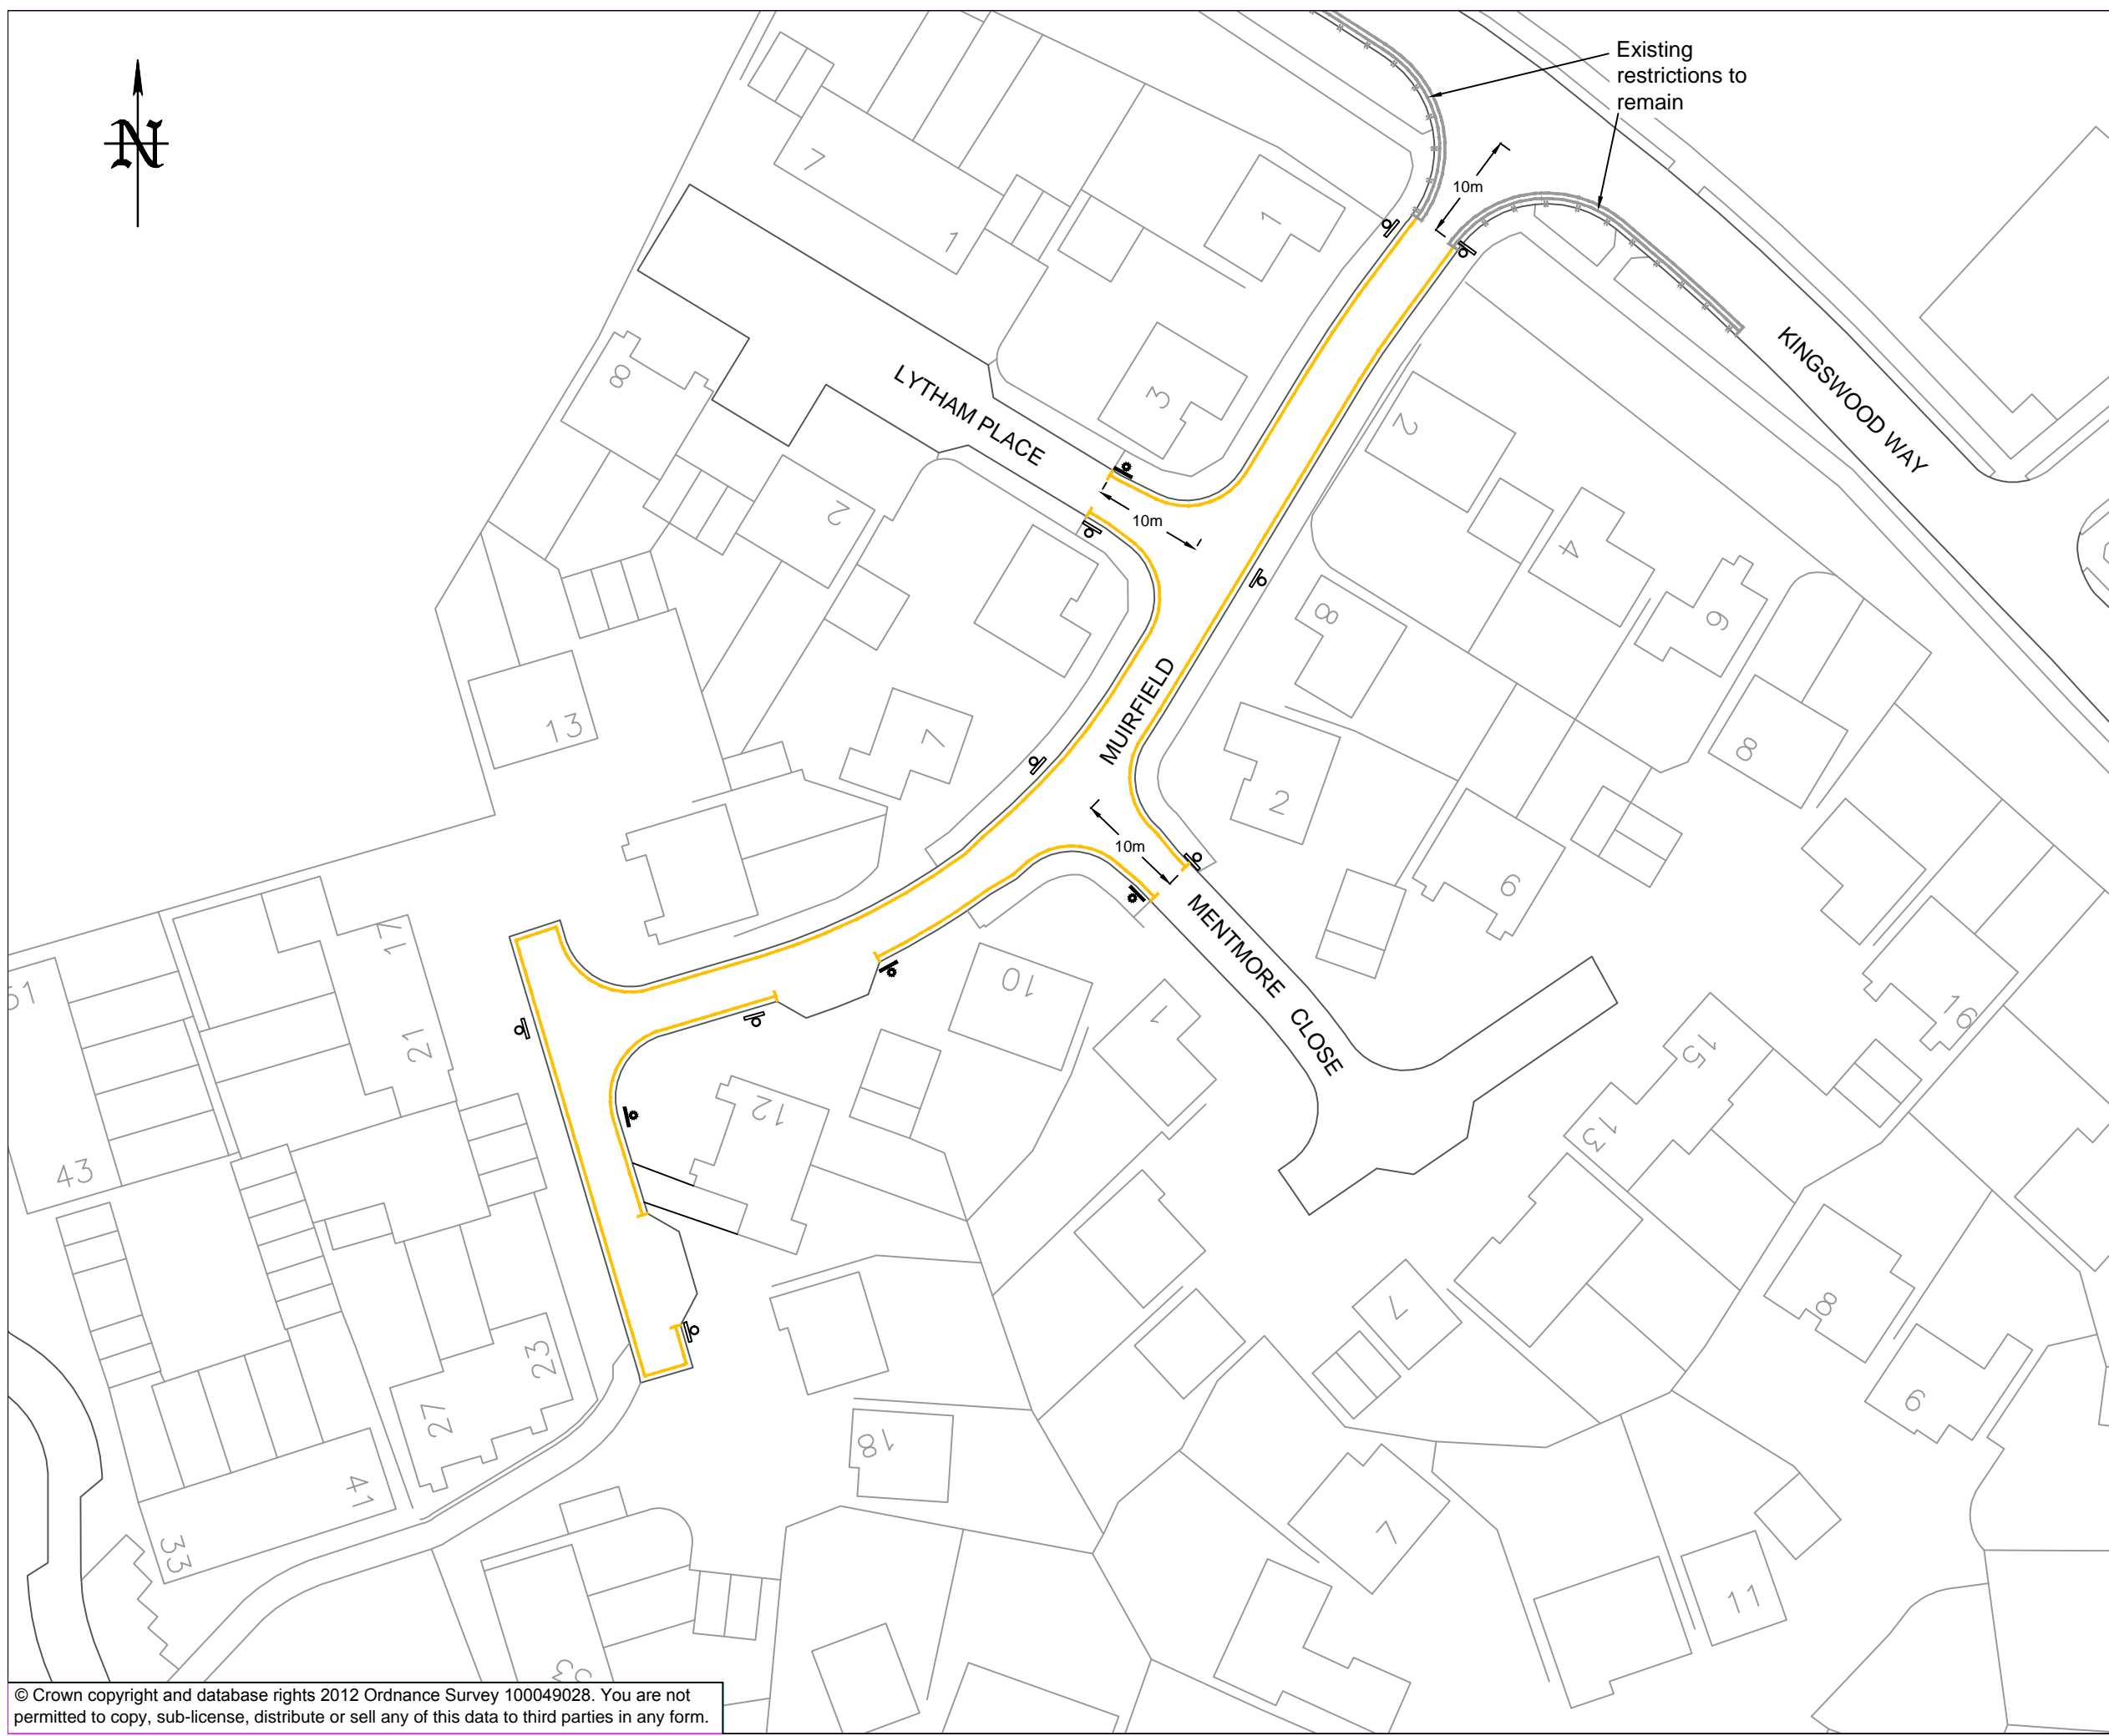 Existing
restrictions to
remain
N
10m
7
1
1
3
KINGSWOOD WAY
LYTHAM PLACE
8
2
2
10m
4
6
8
8
MUIRFIELD
13
7
2
10m
6
MENTMORE CLOSE
17
51
21
10
1
16
15
13
12
43
8
7
23
27
6
18
41
33
7
11
© Crown copyright and database rights 2012 Ordnance Survey 100049028. You are not
permitted to copy, sub-license, distribute or sell any of this data to third parties in any form.